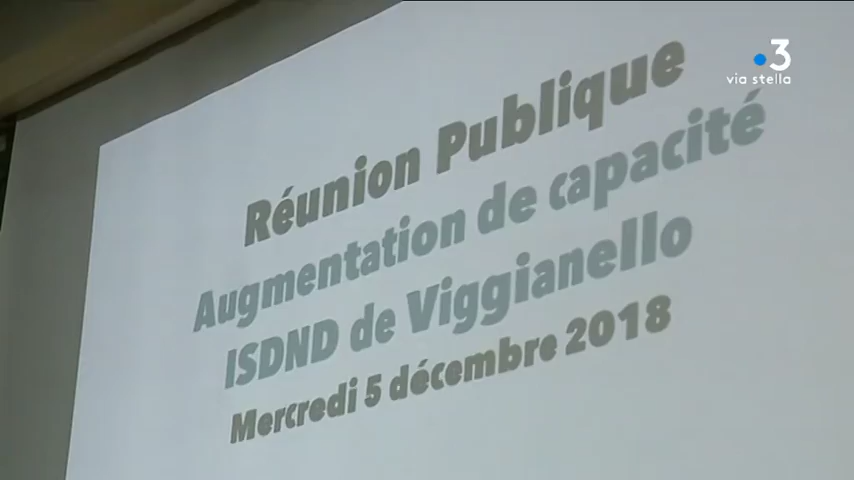 3
via stella
Réunion Publique
Augmentation de capacité
ISDND de Viggianello
Mercredi 5 décembre 2018